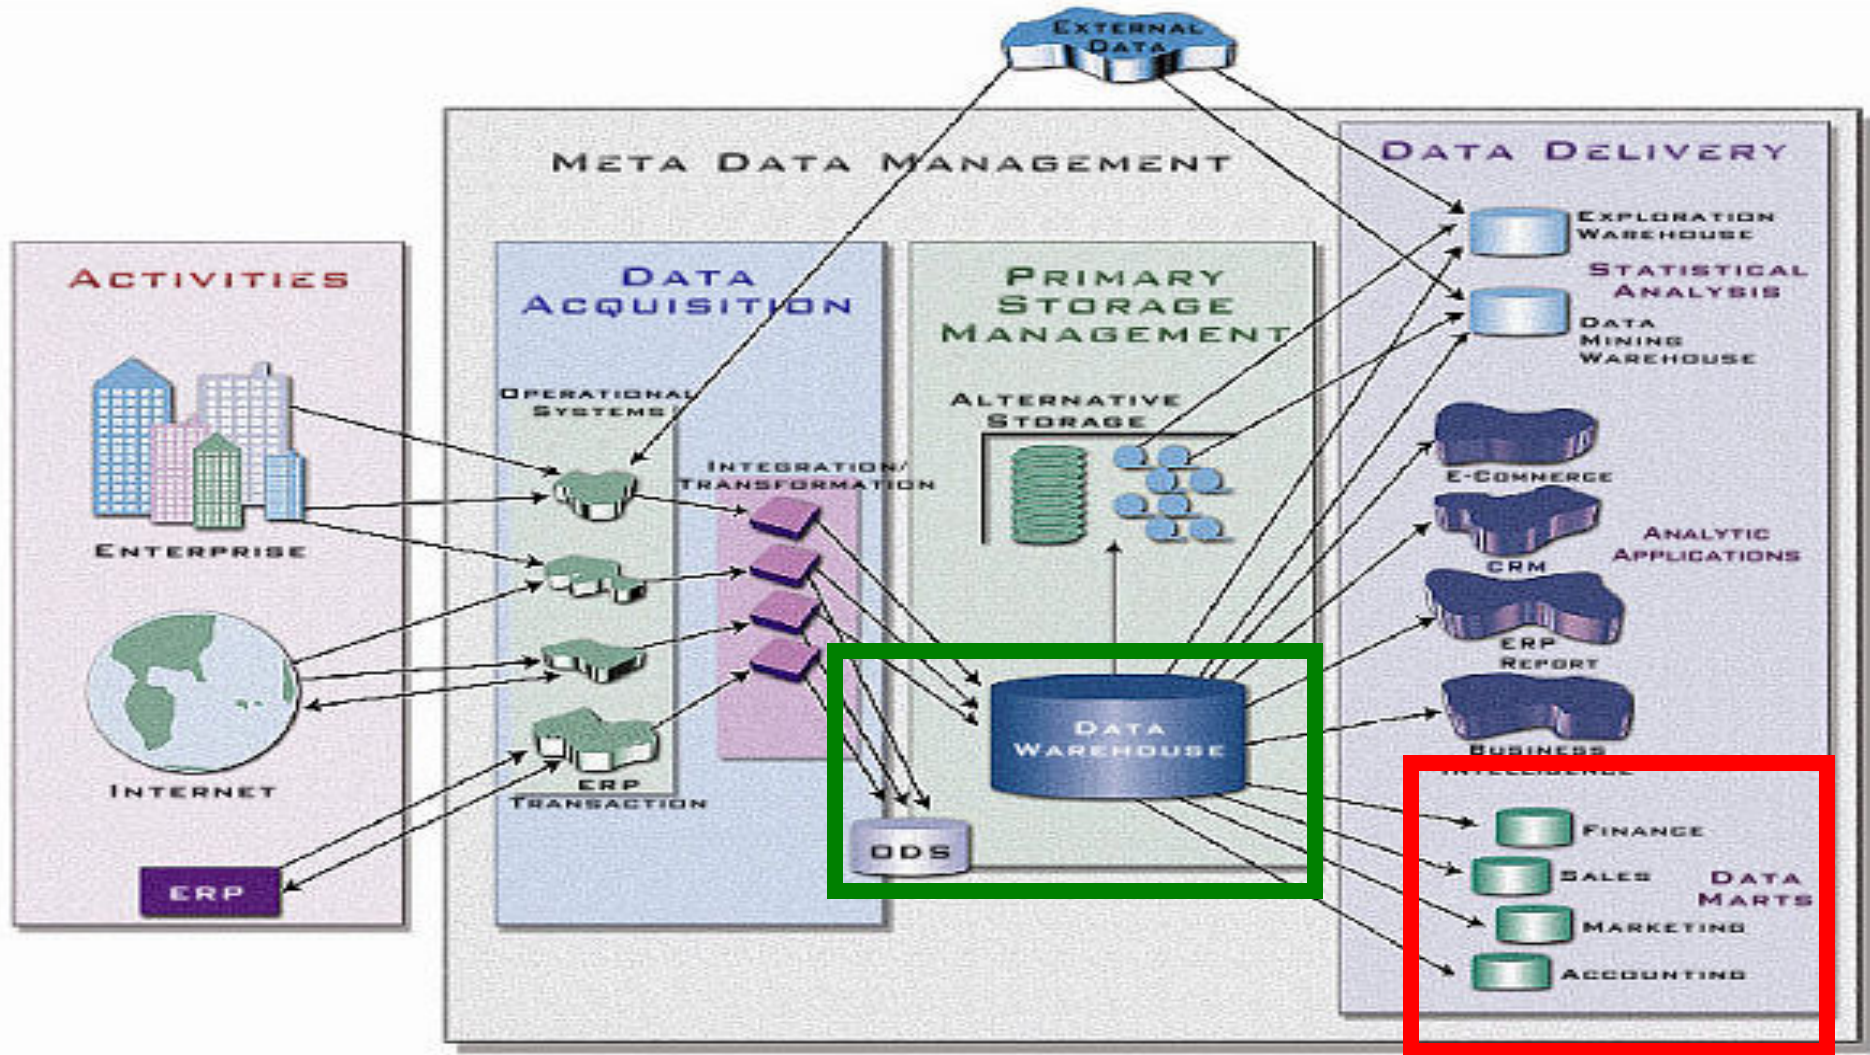 EXTERNAL
DATA
META DATA MANAGEMENT
DATA DELIVERY
ACTIVITIES
ENTERPRISE
INTERNET
ERP
DATA
ACQUISITION
OPERATIONAL
SYSTEMS
INTEGRATION/
TRANSFORMATION
ERP
TRANSACTION
PRIMARY
STORAGE
MANAGEMENT
ALTERNATIVE
STORAGE
DATA
WAREHOUSE
ODS
EXPLORATION
WAREHOUSE
STATISTICAL
ANALYSIS
DATA
MINING
WAREHOUSE
E-COMMERCE
CRM
ANALYTIC
APPLICATIONS
ERP
REPORT
BUSINESS
INTELLIGENCE
FINANCE
SALES
DATA
MARTS
MARKETING
ACCOUNTING